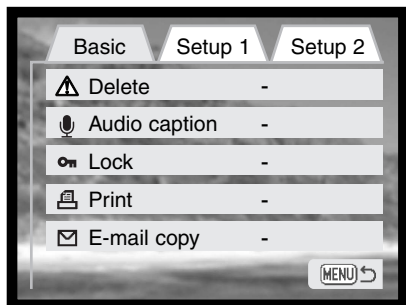 Basic Setup 1 Setup 2
Delete -
Audio caption -
Lock -
Print -
E-mail copy -
MENU